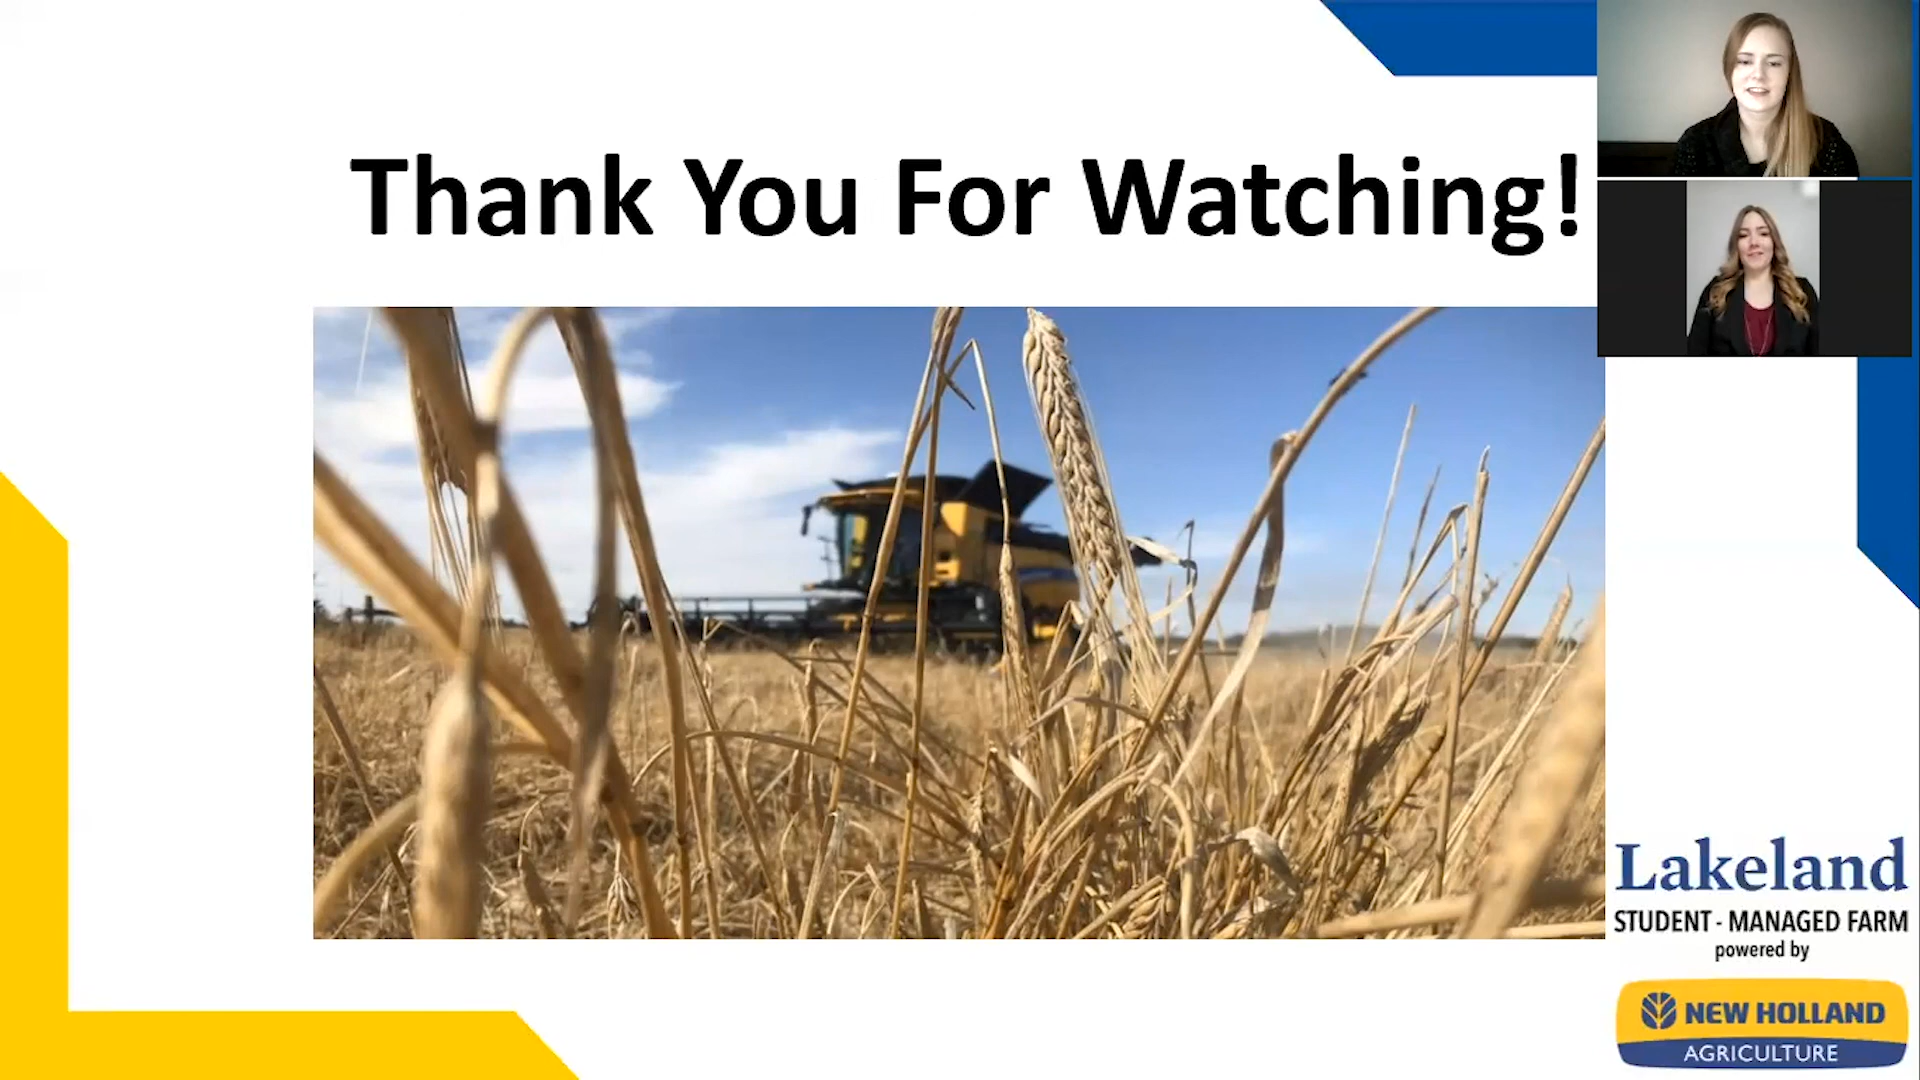 Thank You For Watching!
Lakeland
STUDENT - MANAGED FARM
powered by
NEW HOLLAND
AGRICULTURE